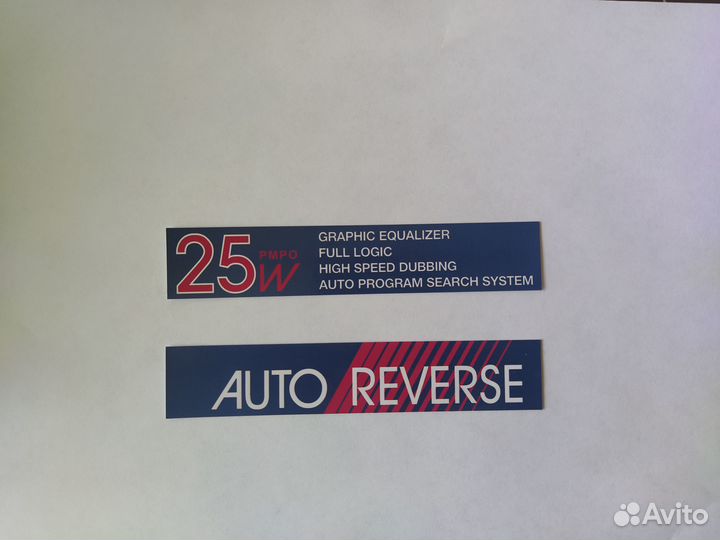 25 PMPO W
GRAPHIC EQUALIZER
FULL LOGIC
HIGH SPEED DUBBING
AUTO PROGRAM SEARCH SYSTEM
AUTO REVERSE
Avito